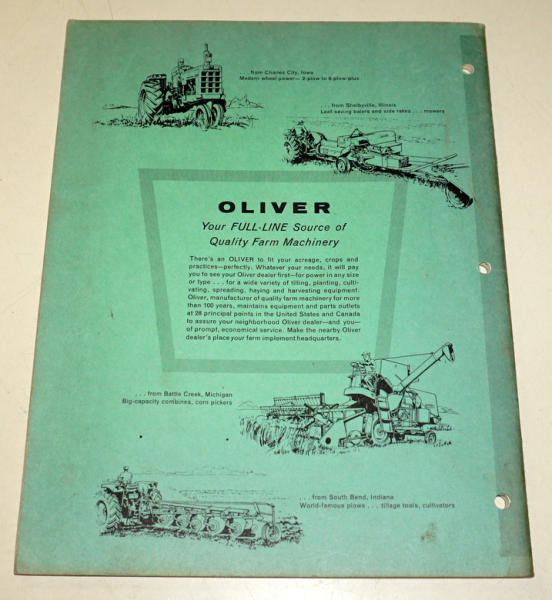 . . . from Charles City, Iowa
Modern wheel power— 2-plow to 8-plow-plus
. . . from Shelbyville, Illinois
Leaf-saving balers and side rakes . . . mowers
OLIVER
Your FULL-LINE Source of
Quality Farm Machinery
There's an OLIVER to fit your acreage, crops and
practices—perfectly. Whatever your needs, it will pay
you to see your Oliver dealer first—for power in any size
or type . . . for a wide variety of tilling, planting, culti-
vating, spreading, haying and harvesting equipment.
Oliver, manufacturer of quality farm machinery for more
than 100 years, maintains equipment and parts outlets
at 28 principal points in the United States and Canada
to assure your neighborhood Oliver dealer—and you—
of prompt, economical service. Make the nearby Oliver
dealer's place your farm implement headquarters.
. . . from Battle Creek, Michigan
Big-capacity combines, corn pickers
. . . from South Bend, Indiana
World-famous plows . . . tillage tools, cultivators